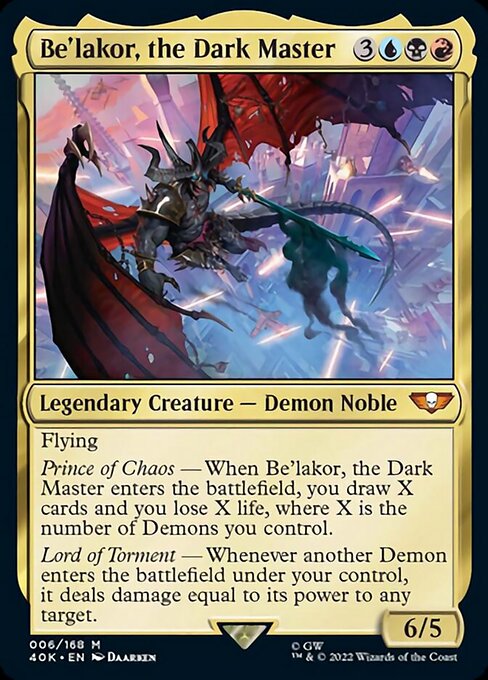 Be'lakor, the Dark Master 3
Legendary Creature — Demon Noble
Flying
Prince of Chaos — When Be'lakor, the Dark
Master enters the battlefield, you draw X
cards and you lose X life, where X is the
number of Demons you control.
Lord of Torment — Whenever another Demon
enters the battlefield under your control,
it deals damage equal to its power to any
target.
6/5
006/168 M
40K • EN DAARKEN
© GW
™ & © 2022 Wizards of the Coast